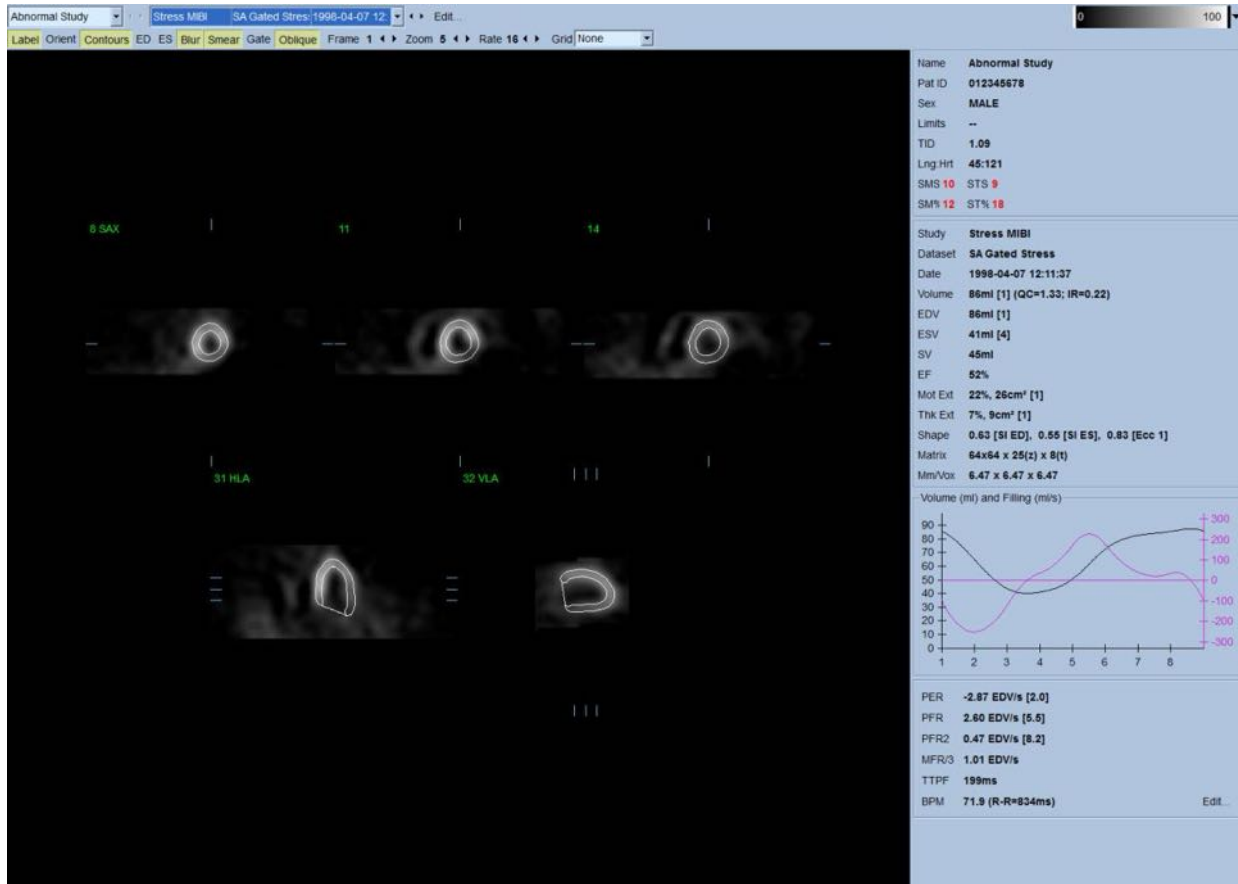 Abnormal Study Stress MIBI SA Gated Stres 1998-04-07 12: Edit... 0 100
Label Orient Contours ED ES Blur Smear Gate Oblique Frame 1 Zoom 5 Rate 16 Grid None
8 SAX 11 14
31 HLA 32 VLA
Name Abnormal Study
Pat ID 012345678
Sex MALE
Limits --
TID 1.09
Lng:Hrt 45:121
SMS 10 STS 9
SM% 12 ST% 18
Study Stress MIBI
Dataset SA Gated Stress
Date 1998-04-07 12:11:37
Volume 86ml [1] (QC=1.33; IR=0.22)
EDV 86ml [1]
ESV 41ml [4]
SV 45ml
EF 52%
Mot Ext 22%, 26cm² [1]
Thk Ext 7%, 9cm² [1]
Shape 0.63 [SI ED], 0.55 [SI ES], 0.83 [Ecc 1]
Matrix 64x64 x 25(z) x 8(t)
Mm/Vox 6.47 x 6.47 x 6.47
Volume (ml) and Filling (ml/s)
90 300
80 200
70
60 100
50 0
40
30 -100
20 -200
10
0 -300
1 2 3 4 5 6 7 8
PER -2.87 EDV/s [2.0]
PFR 2.60 EDV/s [5.5]
PFR2 0.47 EDV/s [8.2]
MFR/3 1.01 EDV/s
TTPF 199ms
BPM 71.9 (R-R=834ms) Edit...